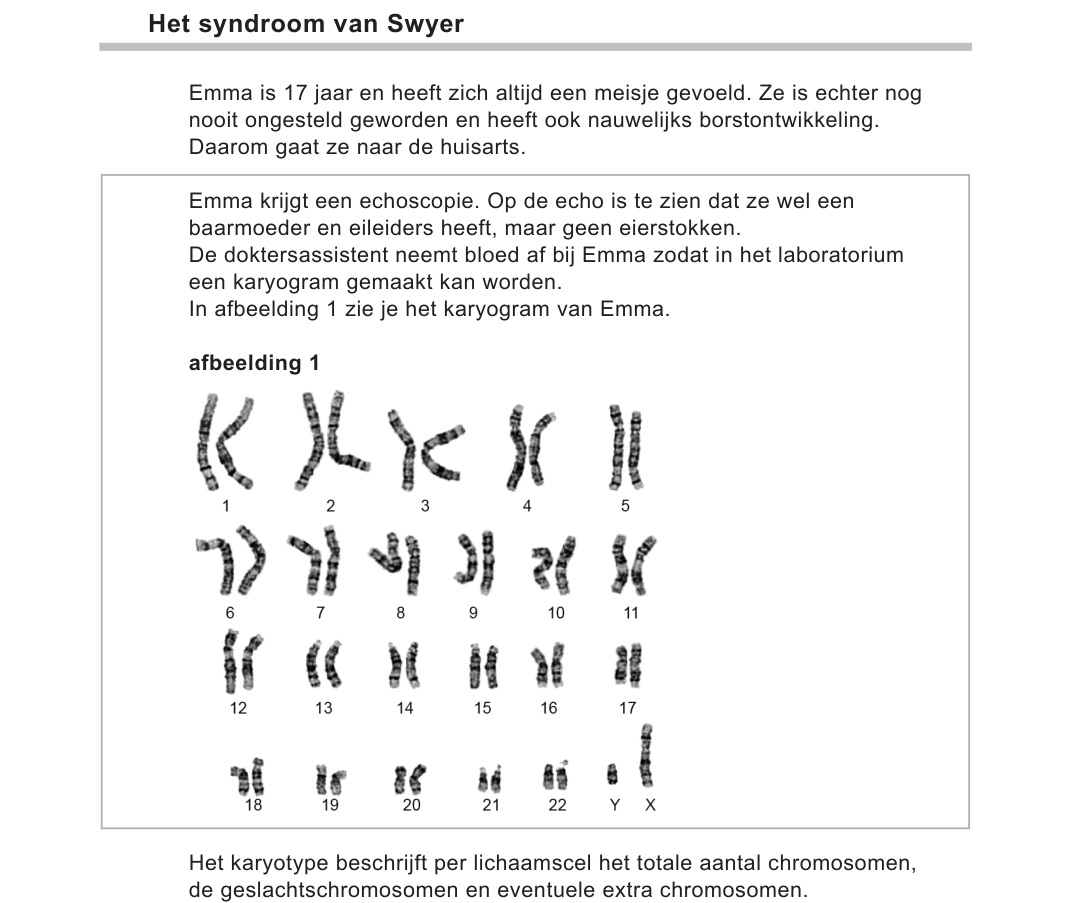 Het syndroom van Swyer
Emma is 17 jaar en heeft zich altijd een meisje gevoeld. Ze is echter nog
nooit ongesteld geworden en heeft ook nauwelijks borstontwikkeling.
Daarom gaat ze naar de huisarts.
Emma krijgt een echoscopie. Op de echo is te zien dat ze wel een
baarmoeder en eileiders heeft, maar geen eierstokken.
De doktersassistent neemt bloed af bij Emma zodat in het laboratorium
een karyogram gemaakt kan worden.
In afbeelding 1 zie je het karyogram van Emma.
afbeelding 1
1 2 3 4 5
6 7 8 9 10 11
12 13 14 15 16 17
18 19 20 21 22 Y X
Het karyotype beschrijft per lichaamscel het totale aantal chromosomen,
de geslachtschromosomen en eventuele extra chromosomen.